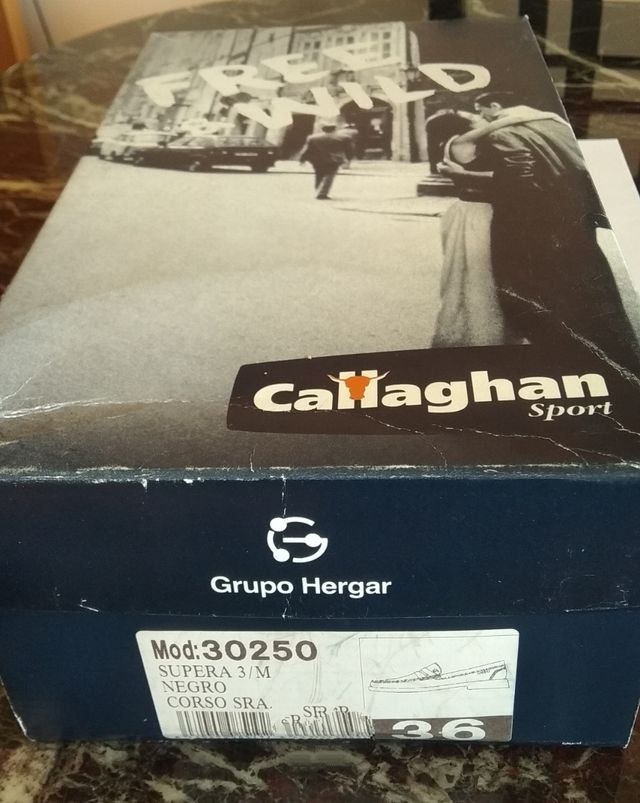 FREE
WILD
Callaghan
Sport
Grupo Hergar
Mod:30250
SUPERA 3/M
NEGRO
CORSO SRA.
36